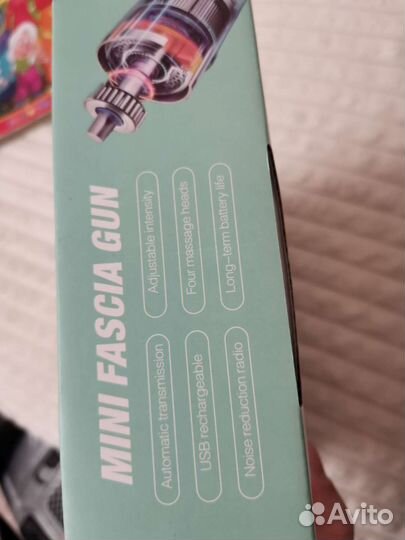 MINI FASCIA GUN
Automatic transmission
Adjustable intensity
USB rechargeable
Four massage heads
Noise reduction radio
Long-term battery life
Avito